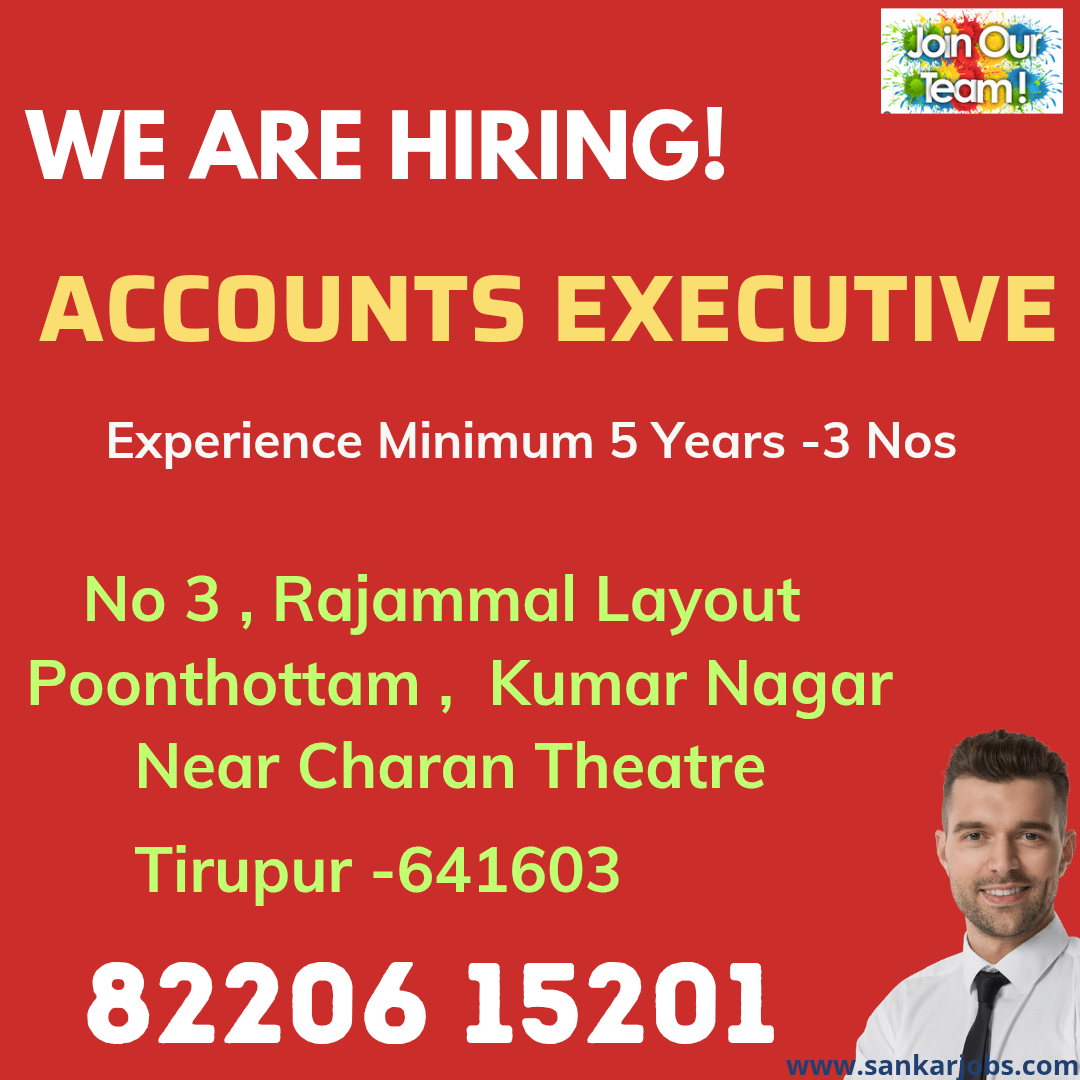 Join Our
Team !
WE ARE HIRING!
ACCOUNTS EXECUTIVE
Experience Minimum 5 Years -3 Nos
No 3 , Rajammal Layout
Poonthottam , Kumar Nagar
Near Charan Theatre
Tirupur -641603
82206 15201
www.sankarjobs.com